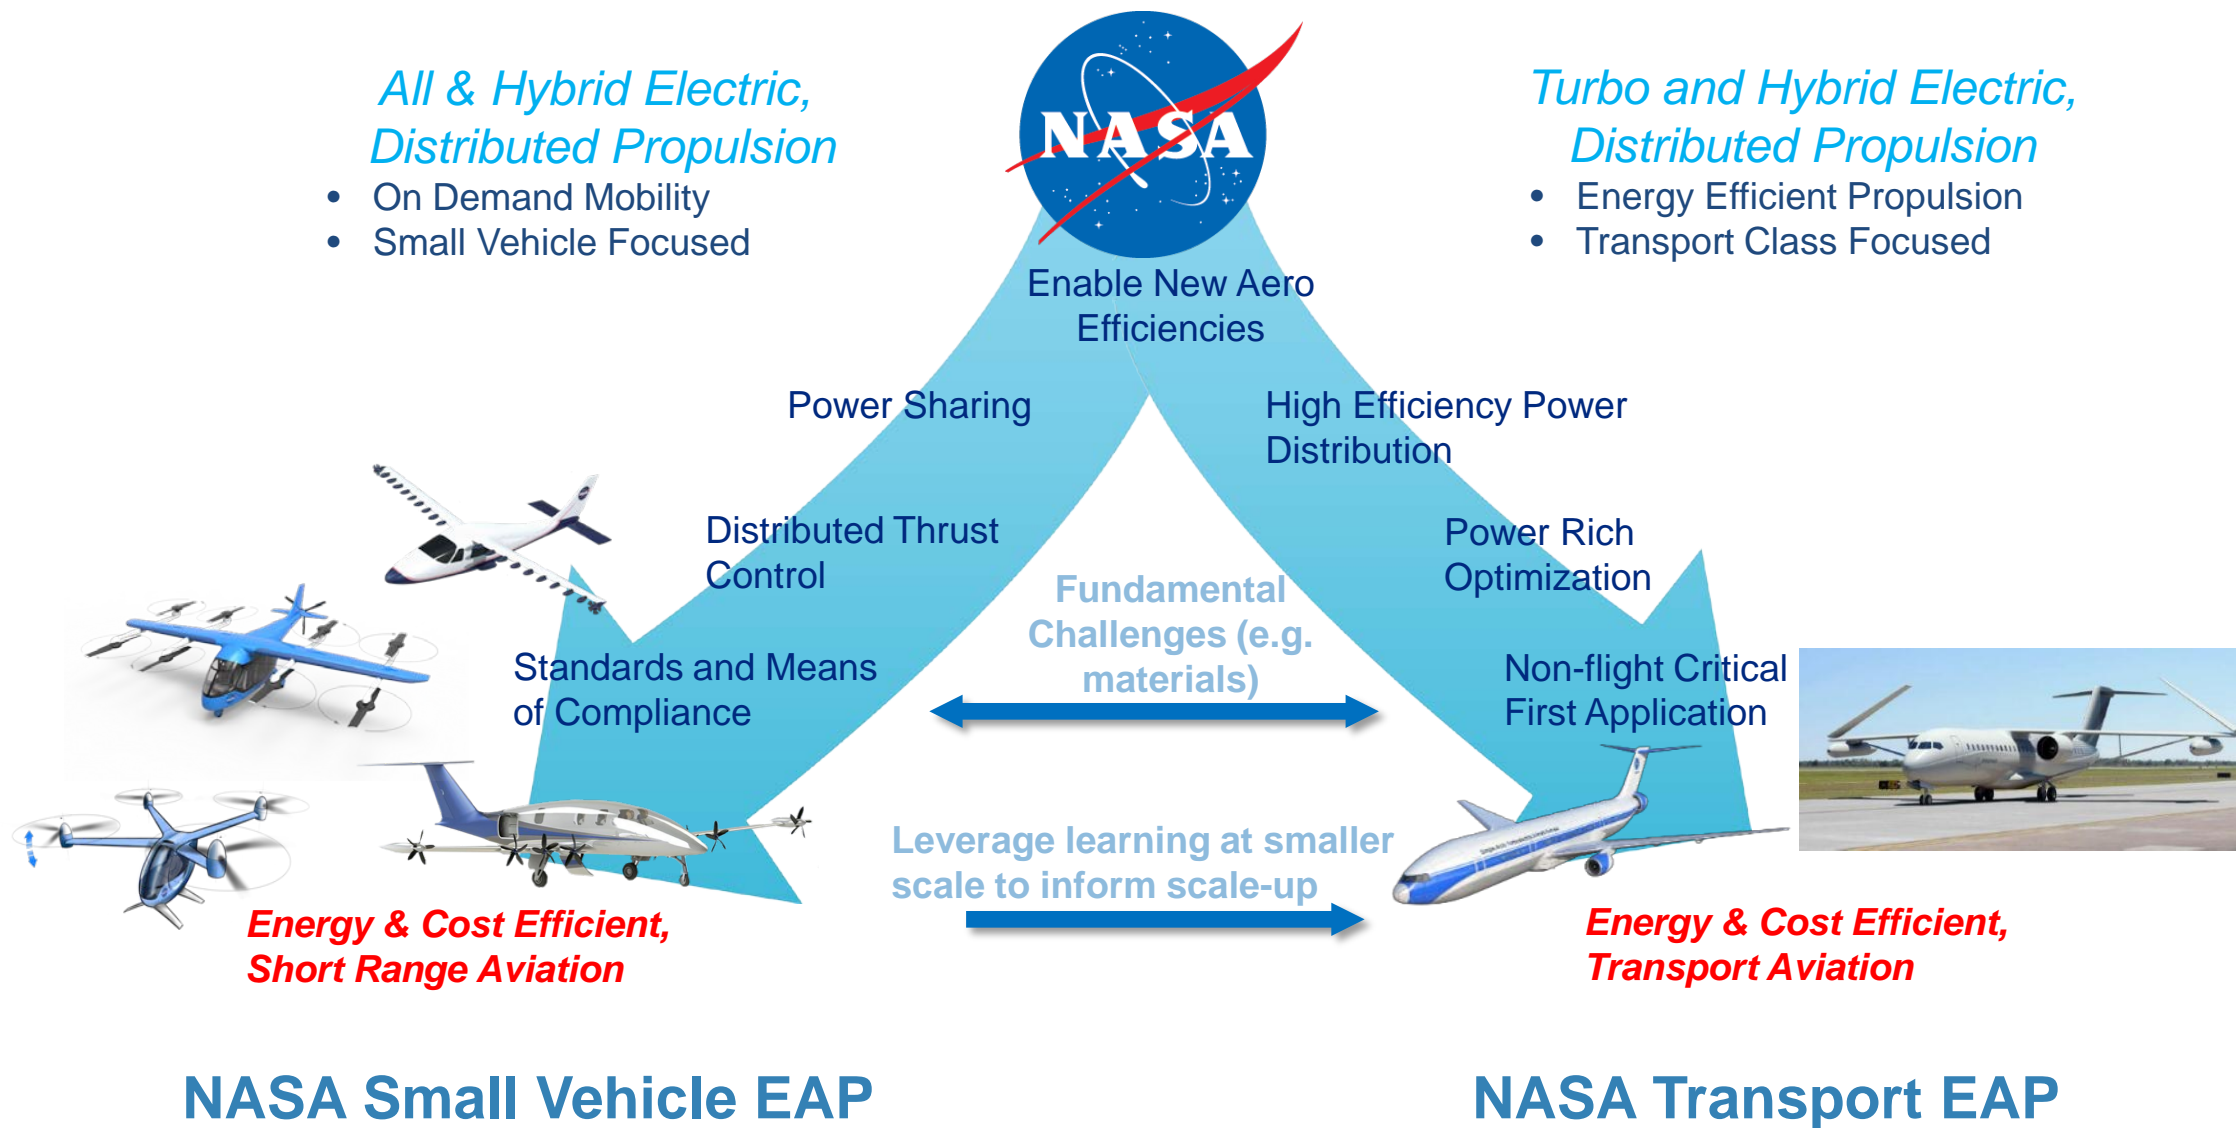 NASA
All & Hybrid Electric,
Distributed Propulsion
• On Demand Mobility
• Small Vehicle Focused
Turbo and Hybrid Electric,
Distributed Propulsion
• Energy Efficient Propulsion
• Transport Class Focused
Enable New Aero
Efficiencies
Power Sharing
High Efficiency Power
Distribution
Distributed Thrust
Control
Power Rich
Optimization
Fundamental
Challenges (e.g.
materials)
Standards and Means
of Compliance
Non-flight Critical
First Application
Leverage learning at smaller
scale to inform scale-up
Energy & Cost Efficient,
Short Range Aviation
Energy & Cost Efficient,
Transport Aviation
NASA Small Vehicle EAP
NASA Transport EAP